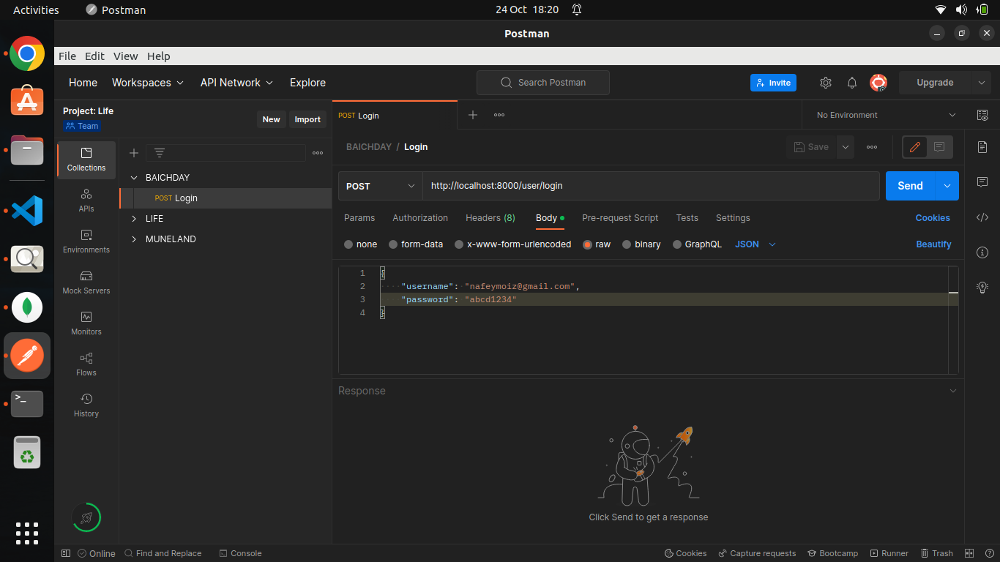 Activities Postman 24 Oct 18:20
Postman
File Edit View Help
Home Workspaces API Network Explore Search Postman Invite Upgrade
Project: Life
Team
New Import
POST Login
No Environment
Collections
APIs
Environments
Mock Servers
Monitors
Flows
History
BAICHDAY
POST Login
LIFE
MUNELAND
BAICHDAY / Login Save
POST http://localhost:8000/user/login Send
Params Authorization Headers (8) Body Pre-request Script Tests Settings Cookies
none form-data x-www-form-urlencoded raw binary GraphQL JSON Beautify
1 {
2 "username": "nafeymoiz@gmail.com",
3 "password": "abcd1234"
4 }
Response
Click Send to get a response
Online Find and Replace Console Cookies Capture requests Bootcamp Runner Trash